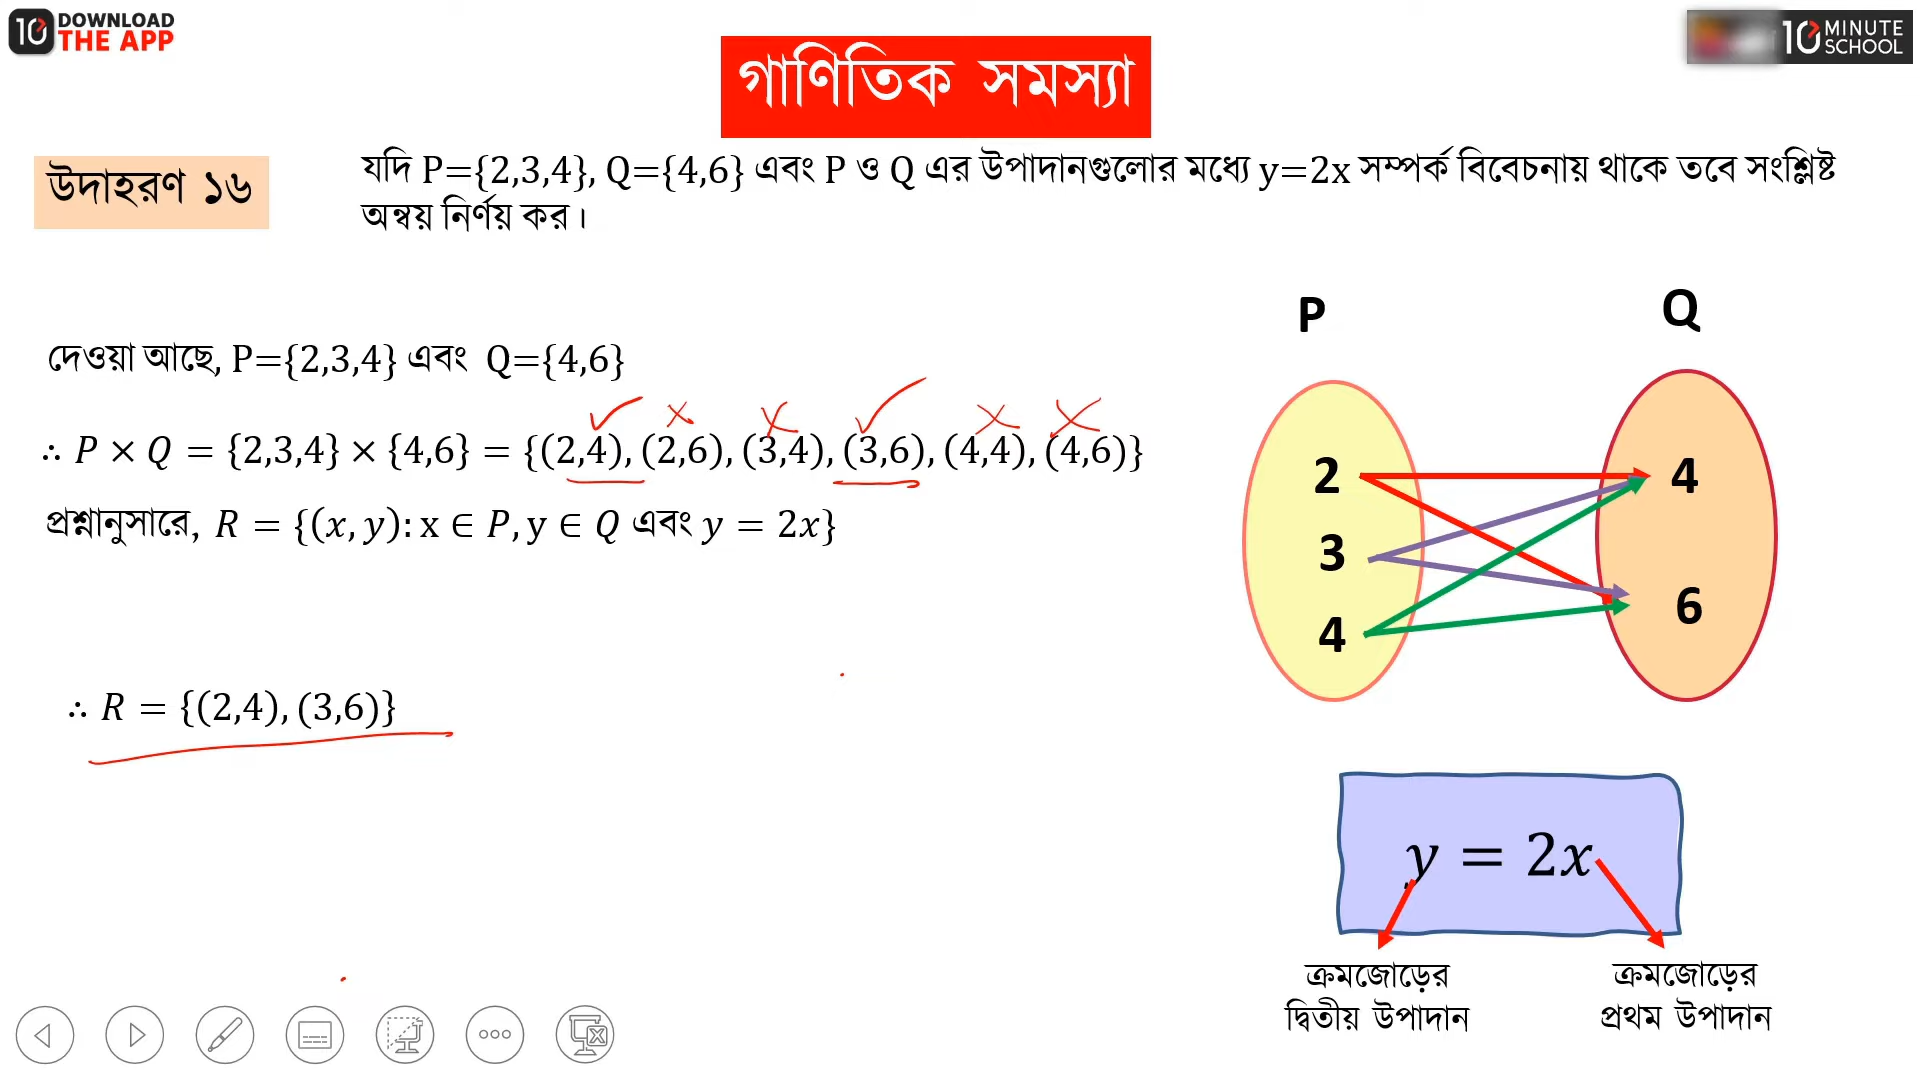 10 DOWNLOAD THE APP
10 MINUTE SCHOOL
গাণিতিক সমস্যা
উদাহরণ ১৬
যদি P={2,3,4}, Q={4,6} এবং P ও Q এর উপাদানগুলোর মধ্যে y=2x সম্পর্ক বিবেচনায় থাকে তবে সংশ্লিষ্ট
অন্বয় নির্ণয় কর।
দেওয়া আছে, P={2,3,4} এবং Q={4,6}
∴ P × Q = {2,3,4} × {4,6} = {(2,4), (2,6), (3,4), (3,6), (4,4), (4,6)}
প্রশ্নানুসারে, R = {(x, y): x ∈ P, y ∈ Q এবং y = 2x}
∴ R = {(2,4), (3,6)}
P
Q
2
4
3
6
4
y = 2x
ক্রমজোড়ের
দ্বিতীয় উপাদান
ক্রমজোড়ের
প্রথম উপাদান